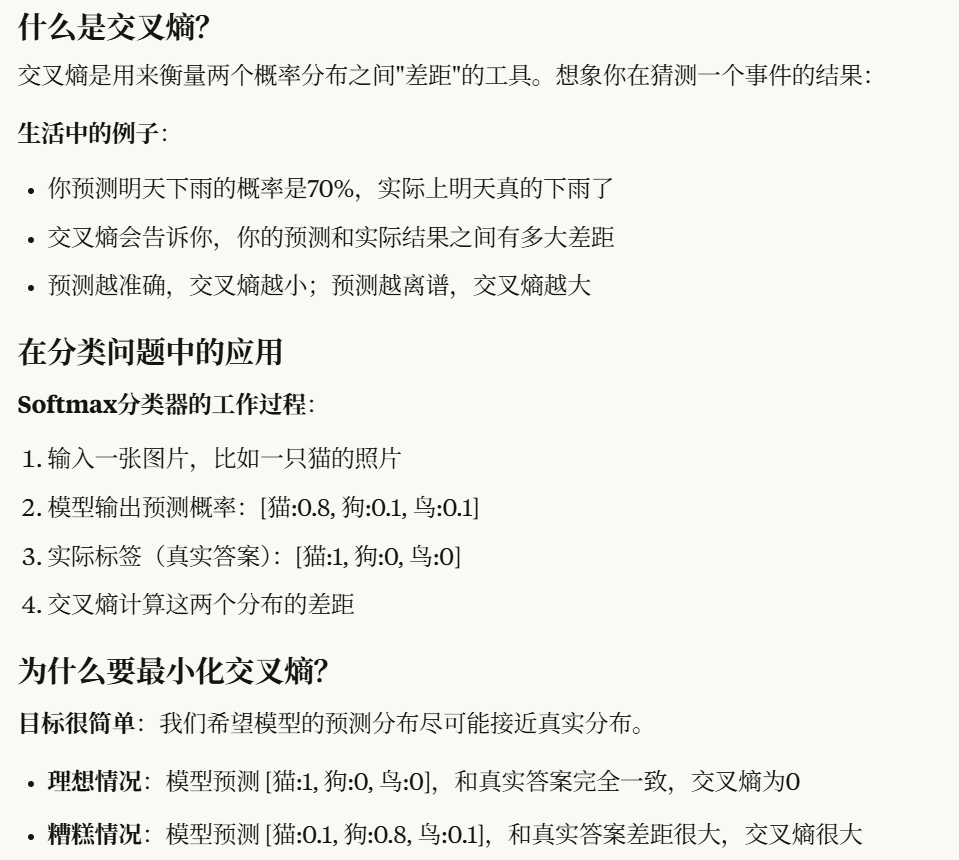 什么是交叉熵?
交叉熵是用来衡量两个概率分布之间"差距"的工具。想象你在猜测一个事件的结果：
生活中的例子：
• 你预测明天下雨的概率是70%，实际上明天真的下雨了
• 交叉熵会告诉你，你的预测和实际结果之间有多大差距
• 预测越准确，交叉熵越小；预测越离谱，交叉熵越大
在分类问题中的应用
Softmax分类器的工作过程：
1. 输入一张图片，比如一只猫的照片
2. 模型输出预测概率：[猫:0.8, 狗:0.1, 鸟:0.1]
3. 实际标签（真实答案）：[猫:1, 狗:0, 鸟:0]
4. 交叉熵计算这两个分布的差距
为什么要最小化交叉熵?
目标很简单：我们希望模型的预测分布尽可能接近真实分布。
• 理想情况：模型预测 [猫:1, 狗:0, 鸟:0]，和真实答案完全一致，交叉熵为0
• 糟糕情况：模型预测 [猫:0.1, 狗:0.8, 鸟:0.1]，和真实答案差距很大，交叉熵很大